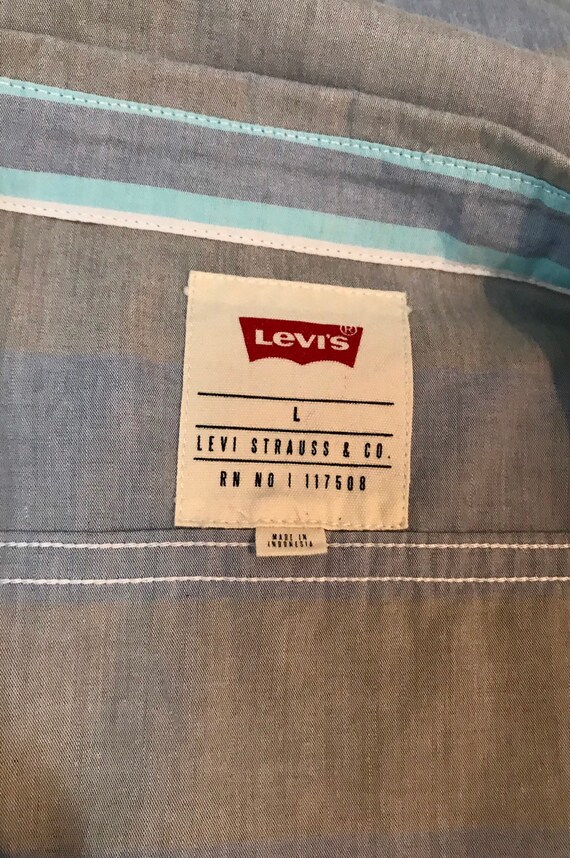 Levi's ®
L
LEVI STRAUSS & CO.
RN NO | 117508
MADE IN
INDONESIA